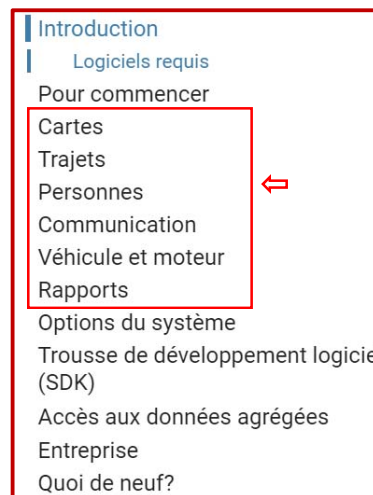 Introduction
Logiciels requis
Pour commencer
Cartes
Trajets
Personnes
Communication
Véhicule et moteur
Rapports
Options du système
Trousse de développement logicie
(SDK)
Accès aux données agrégées
Entreprise
Quoi de neuf?